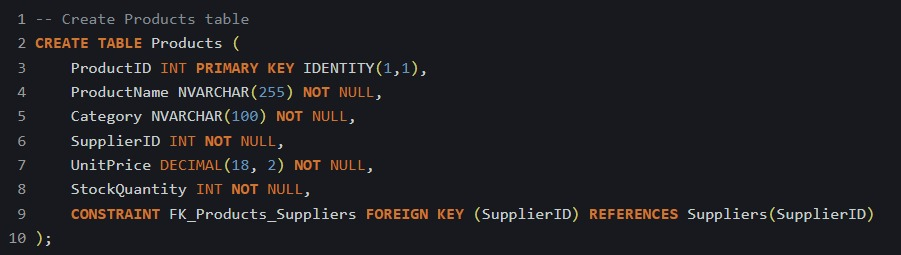 1 -- Create Products table
2 CREATE TABLE Products (
3     ProductID INT PRIMARY KEY IDENTITY(1,1),
4     ProductName NVARCHAR(255) NOT NULL,
5     Category NVARCHAR(100) NOT NULL,
6     SupplierID INT NOT NULL,
7     UnitPrice DECIMAL(18, 2) NOT NULL,
8     StockQuantity INT NOT NULL,
9     CONSTRAINT FK_Products_Suppliers FOREIGN KEY (SupplierID) REFERENCES Suppliers(SupplierID)
10 );